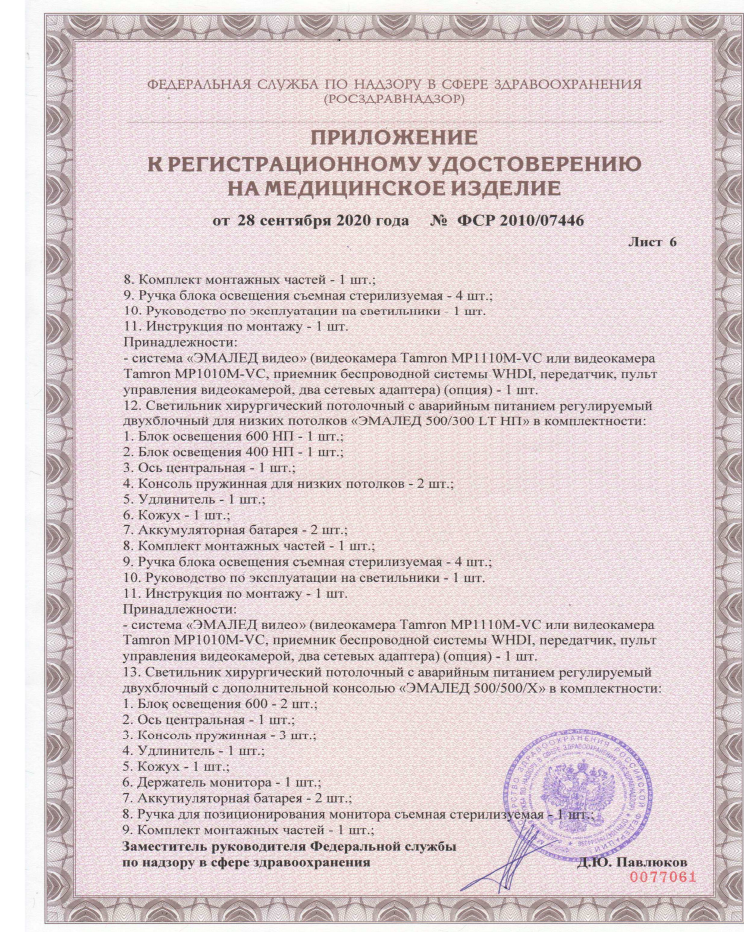 ФЕДЕРАЛЬНАЯ СЛУЖБА ПО НАДЗОРУ В СФЕРЕ ЗДРАВООХРАНЕНИЯ
(РОСЗДРАВНАДЗОР)
ПРИЛОЖЕНИЕ
К РЕГИСТРАЦИОННОМУ УДОСТОВЕРЕНИЮ
НА МЕДИЦИНСКОЕ ИЗДЕЛИЕ
от 28 сентября 2020 года № ФСР 2010/07446
Лист 6
8. Комплект монтажных частей - 1 шт.;
9. Ручка блока освещения съемная стерилизуемая - 4 шт.;
10. Руководство по эксплуатации на светильники - 1 шт.
11. Инструкция по монтажу - 1 шт.
Принадлежности:
- система «ЭМАЛЕД видео» (видеокамера Tamron MP1110M-VC или видеокамера
Tamron MP1010M-VC, приемник беспроводной системы WHDI, передатчик, пульт
управления видеокамерой, два сетевых адаптера) (опция) - 1 шт.
12. Светильник хирургический потолочный с аварийным питанием регулируемый
двухблочный для низких потолков «ЭМАЛЕД 500/300 LT НП» в комплектности:
1. Блок освещения 600 НП - 1 шт.;
2. Блок освещения 400 НП - 1 шт.;
3. Ось центральная - 1 шт.;
4. Консоль пружинная для низких потолков - 2 шт.;
5. Удлинитель - 1 шт.;
6. Кожух - 1 шт.;
7. Аккумуляторная батарея - 2 шт.;
8. Комплект монтажных частей - 1 шт.;
9. Ручка блока освещения съемная стерилизуемая - 4 шт.;
10. Руководство по эксплуатации на светильники - 1 шт.
11. Инструкция по монтажу - 1 шт.
Принадлежности:
- система «ЭМАЛЕД видео» (видеокамера Tamron MP1110M-VC или видеокамера
Tamron MP1010M-VC, приемник беспроводной системы WHDI, передатчик, пульт
управления видеокамерой, два сетевых адаптера) (опция) - 1 шт.
13. Светильник хирургический потолочный с аварийным питанием регулируемый
двухблочный с дополнительной консолью «ЭМАЛЕД 500/500/Х» в комплектности:
1. Блок освещения 600 - 2 шт.;
2. Ось центральная - 1 шт.;
3. Консоль пружинная - 3 шт.;
4. Удлинитель - 1 шт.;
5. Кожух - 1 шт.;
6. Держатель монитора - 1 шт.;
7. Аккутиуляторная батарея - 2 шт.;
8. Ручка для позиционирования монитора съемная стерилизуемая - 1 шт.;
9. Комплект монтажных частей - 1 шт.;
Заместитель руководителя Федеральной службы
по надзору в сфере здравоохранения
Д.Ю. Павлюков
0077061